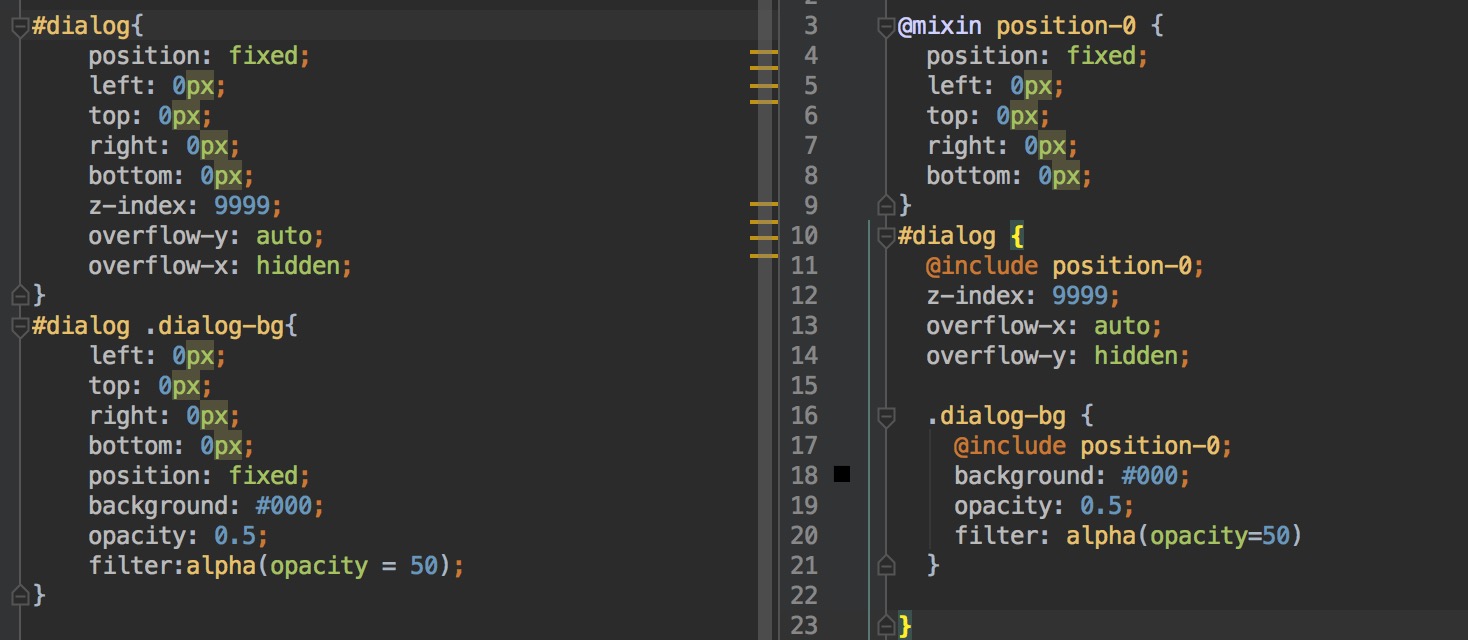 #dialog{
    position: fixed;
    left: 0px;
    top: 0px;
    right: 0px;
    bottom: 0px;
    z-index: 9999;
    overflow-y: auto;
    overflow-x: hidden;
}
#dialog .dialog-bg{
    left: 0px;
    top: 0px;
    right: 0px;
    bottom: 0px;
    position: fixed;
    background: #000;
    opacity: 0.5;
    filter:alpha(opacity = 50);
}
3 @mixin position-0 {
4   position: fixed;
5   left: 0px;
6   top: 0px;
7   right: 0px;
8   bottom: 0px;
9 }
10 #dialog {
11   @include position-0;
12   z-index: 9999;
13   overflow-x: auto;
14   overflow-y: hidden;
15
16   .dialog-bg {
17     @include position-0;
18     background: #000;
19     opacity: 0.5;
20     filter: alpha(opacity=50)
21   }
22
23 }